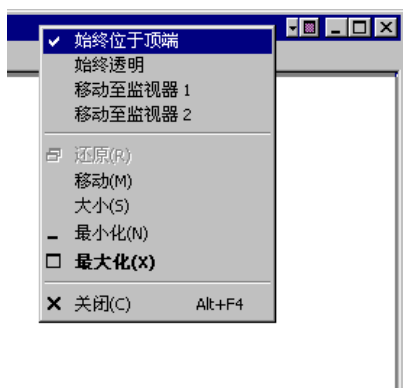 始终位于顶端
始终透明
移动至监视器 1
移动至监视器 2
还原(R)
移动(M)
大小(S)
最小化(N)
最大化(X)
关闭(C) Alt+F4